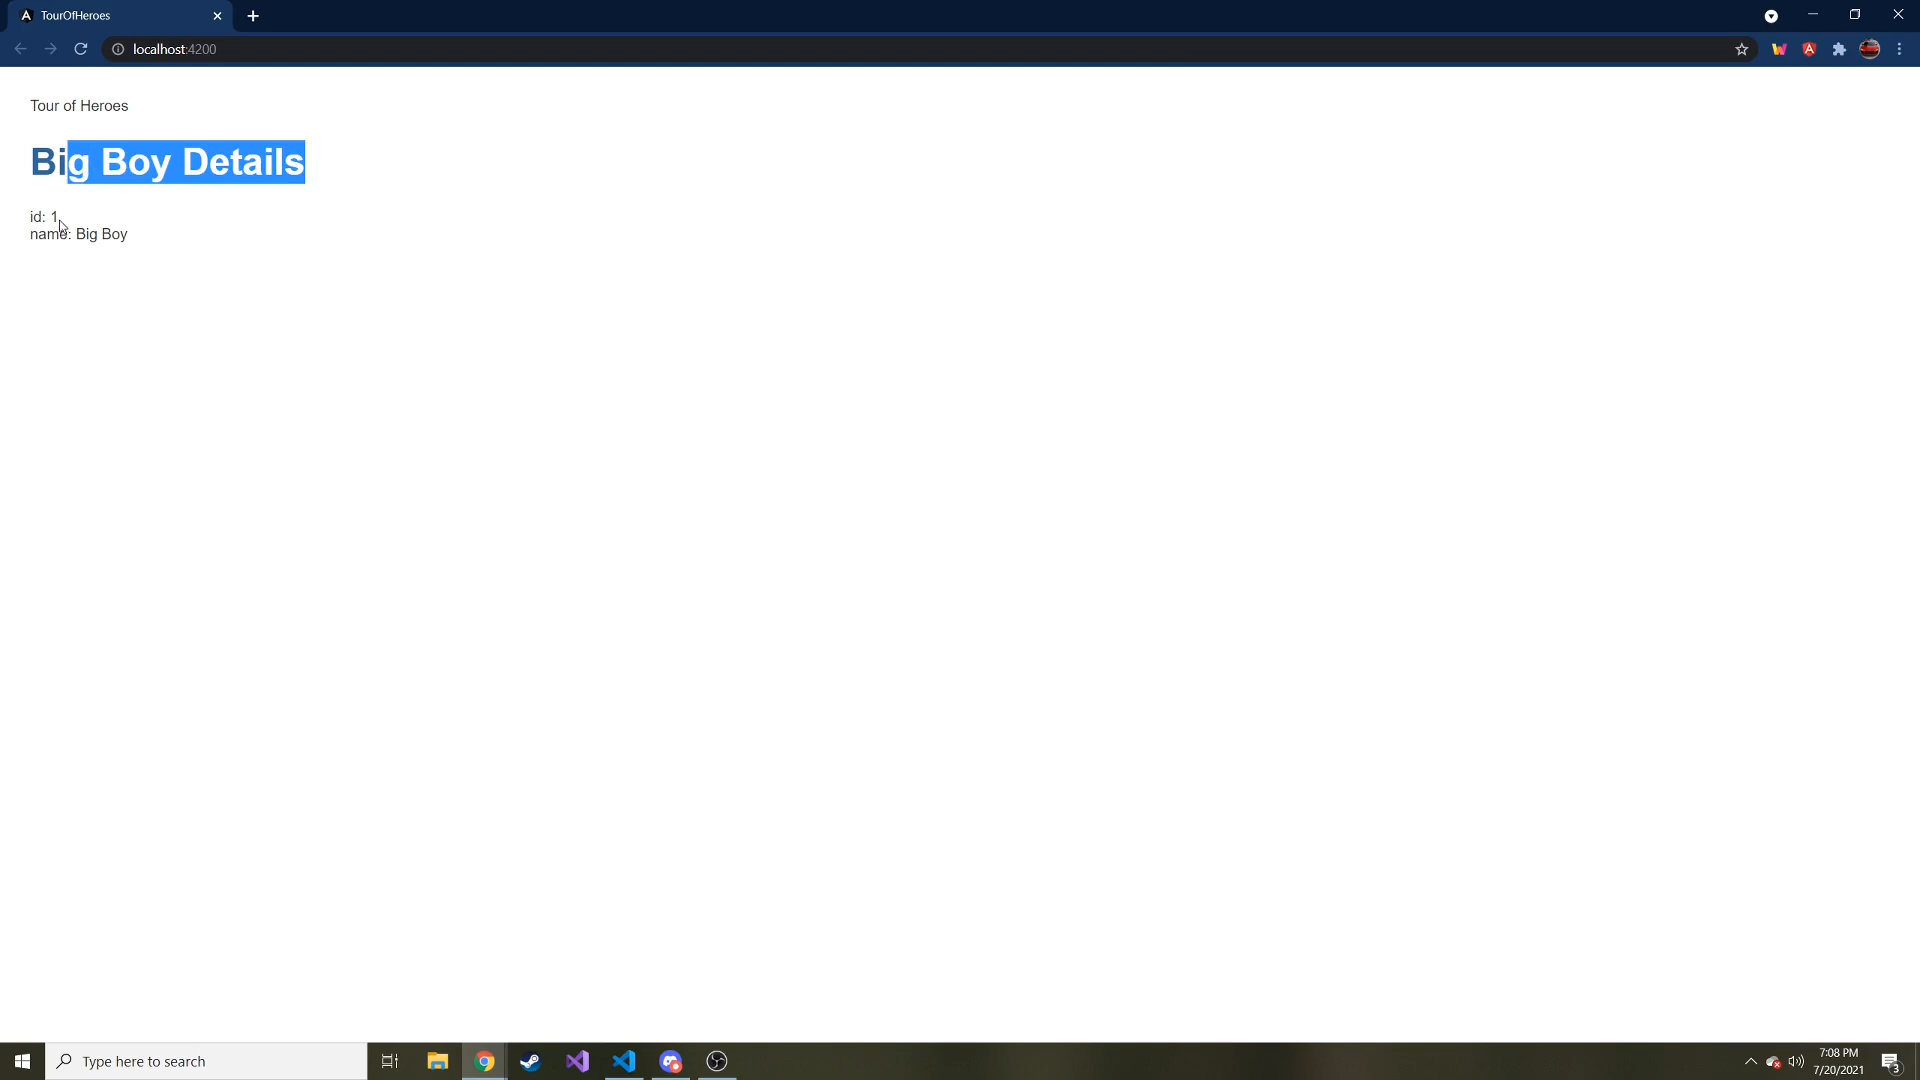 TourOfHeroes
localhost:4200
Tour of Heroes
Big Boy Details
id: 1
name: Big Boy
Type here to search
7:08 PM
7/20/2021
3